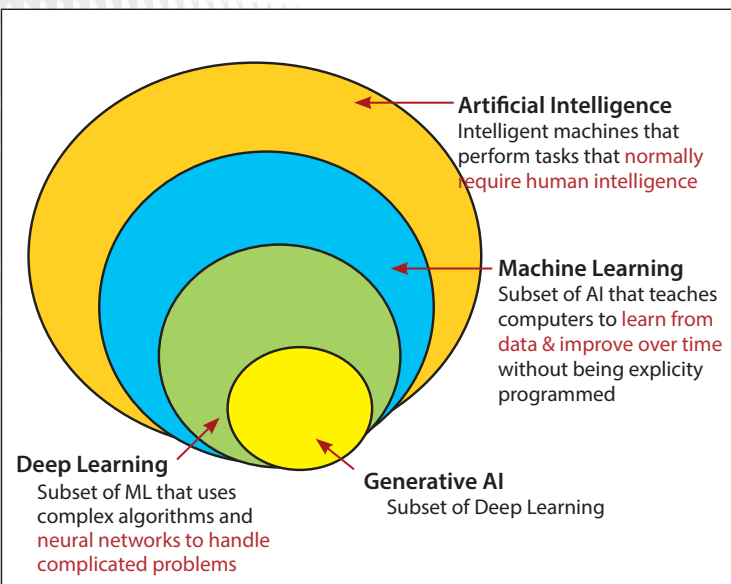 Artificial Intelligence
Intelligent machines that
perform tasks that normally
require human intelligence
Machine Learning
Subset of AI that teaches
computers to learn from
data & improve over time
without being explicity
programmed
Deep Learning
Subset of ML that uses
complex algorithms and
neural networks to handle
complicated problems
Generative AI
Subset of Deep Learning